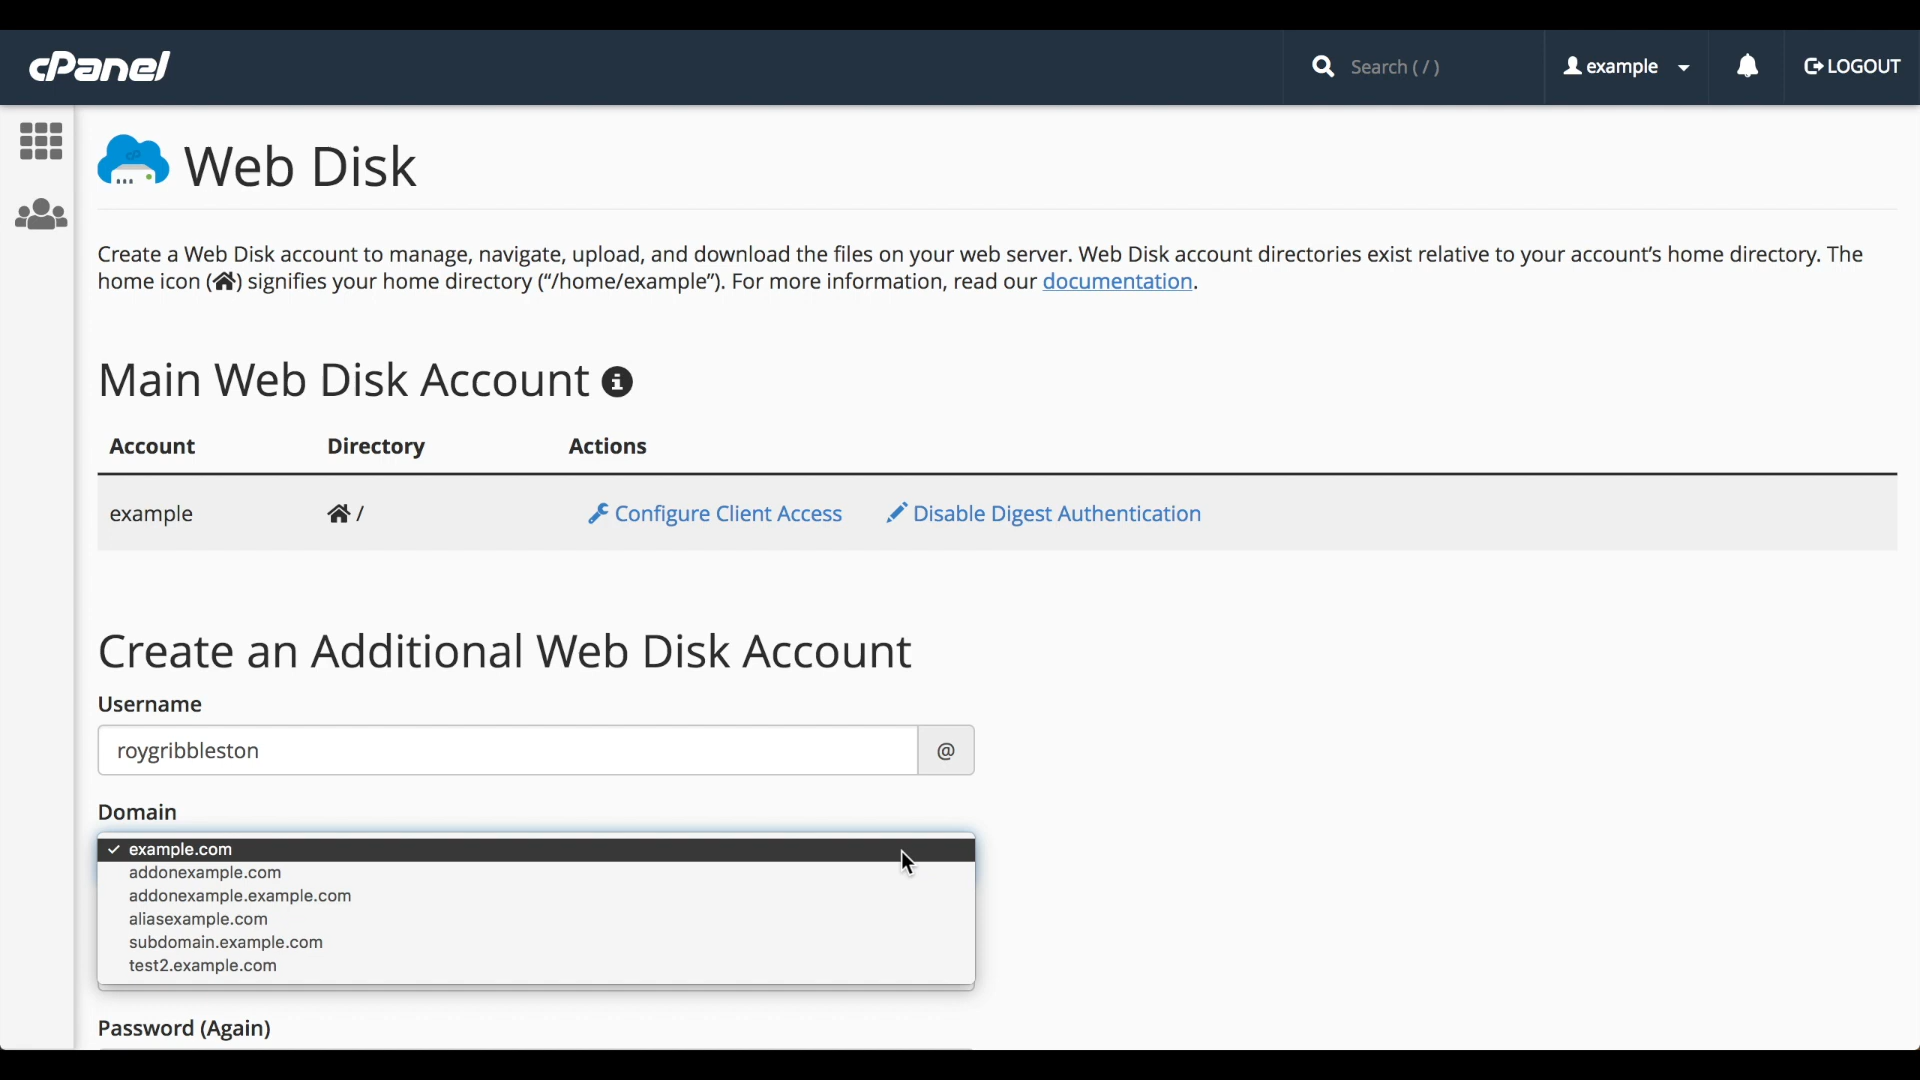 cPanel
Search ( / )
example
LOGOUT
Web Disk
Create a Web Disk account to manage, navigate, upload, and download the files on your web server. Web Disk account directories exist relative to your account’s home directory. The
home icon ( ) signifies your home directory (“/home/example”). For more information, read our documentation.
Main Web Disk Account
Account Directory Actions
example / Configure Client Access Disable Digest Authentication
Create an Additional Web Disk Account
Username
roygribbleston @
Domain
✓ example.com
addonexample.com
addonexample.example.com
aliasexample.com
subdomain.example.com
test2.example.com
Password (Again)